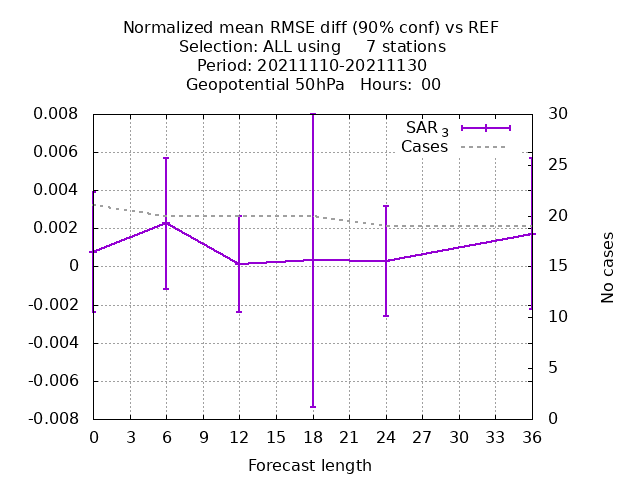 Normalized mean RMSE diff (90% conf) vs REF
Selection: ALL using     7 stations
Period: 20211110-20211130
Geopotential 50hPa   Hours:  00
0.008
0.006
0.004
0.002
0
-0.002
-0.004
-0.006
-0.008
30
25
20
15
10
5
0
SAR 3
Cases
No cases
0 3 6 9 12 15 18 21 24 27 30 33 36
Forecast length